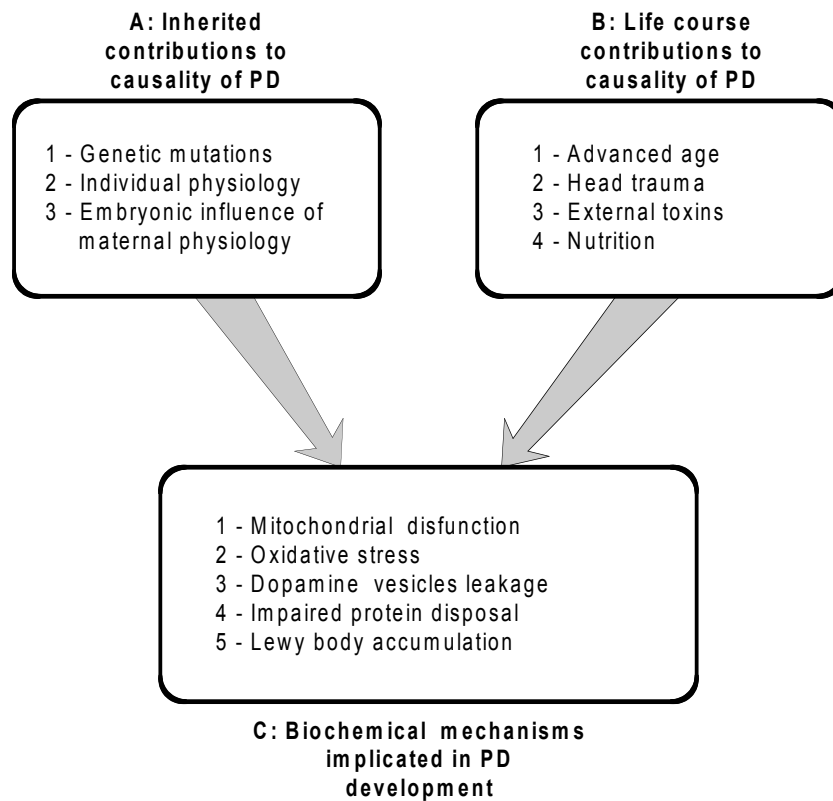 A: Inherited
contributions to
causality of PD
1 - Genetic mutations
2 - Individual physiology
3 - Embryonic influence of
maternal physiology
B: Life course
contributions to
causality of PD
1 - Advanced age
2 - Head trauma
3 - External toxins
4 - Nutrition
1 - Mitochondrial disfunction
2 - Oxidative stress
3 - Dopamine vesicles leakage
4 - Impaired protein disposal
5 - Lewy body accumulation
C: Biochemical mechanisms
implicated in PD
development